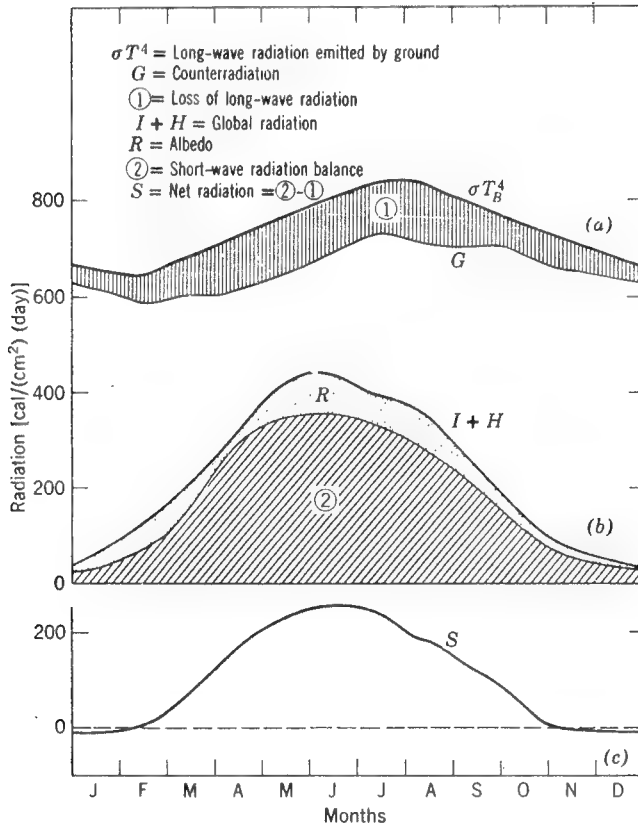 σT⁴ = Long-wave radiation emitted by ground
G = Counterradiation
① = Loss of long-wave radiation
I + H = Global radiation
R = Albedo
② = Short-wave radiation balance
S = Net radiation = ②-①
Radiation [cal/(cm²) (day)]
800
600
σT_B⁴
①
(a)
G
400
200
0
R
I + H
②
(b)
200
0
S
(c)
J F M A M J J A S O N D
Months